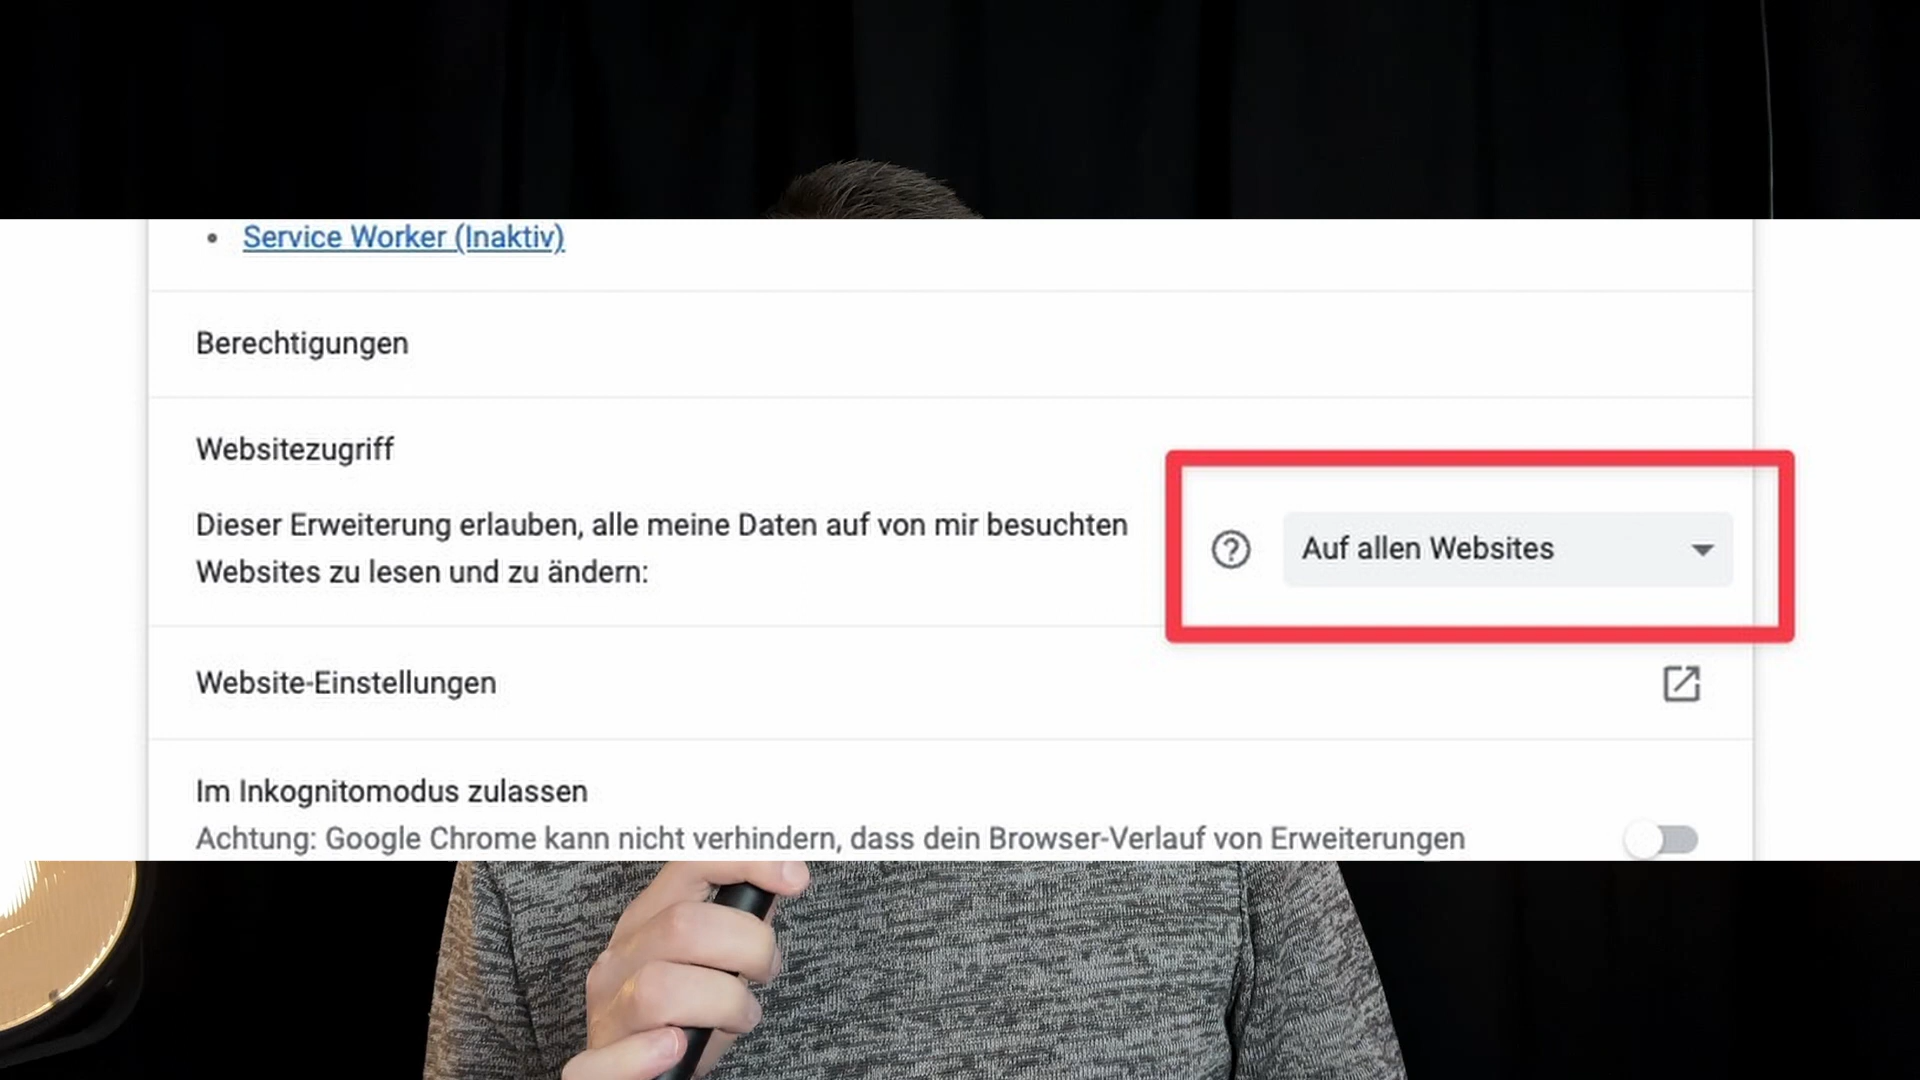 Service Worker (Inaktiv)
Berechtigungen
Websitezugriff
Dieser Erweiterung erlauben, alle meine Daten auf von mir besuchten
Websites zu lesen und zu ändern:
Auf allen Websites
Website-Einstellungen
Im Inkognitomodus zulassen
Achtung: Google Chrome kann nicht verhindern, dass dein Browser-Verlauf von Erweiterungen